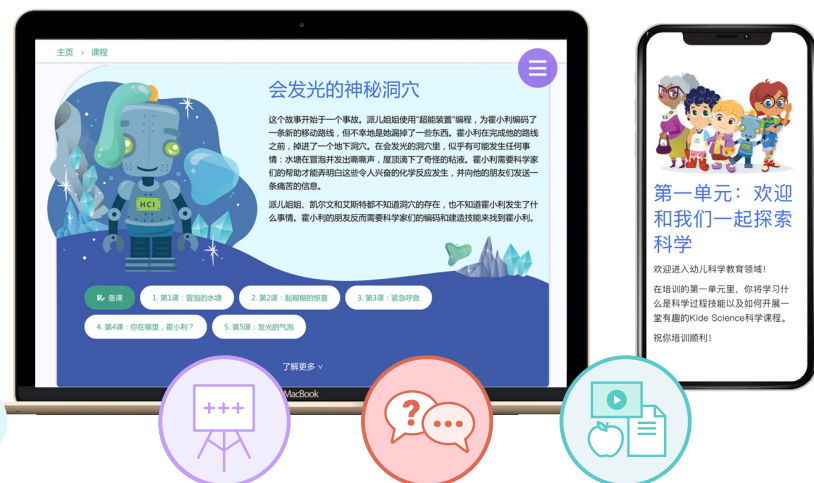 主页 › 课程
会发光的神秘洞穴
这个故事开始于一个事故。派儿姐姐使用“超能装置”编程，为霍小利编码了
一条新的移动路线，但不幸地是她漏掉了一些东西。霍小利在完成他的路线
之前，掉进了一个地下洞穴。在会发光的洞穴里，似乎有可能发生任何事
情：水塘在冒泡并发出嘶嘶声，屋顶滴下了奇怪的粘液。霍小利需要科学家
们的帮助才能弄明白这些令人兴奋的化学反应发生，并向他的朋友们发送一
条痛苦的信息。
派儿姐姐、凯尔文和艾斯特都不知道洞穴的存在，也不知道霍小利发生了什
么事情。霍小利的朋友反而需要科学家们的编码和建造技能来找到霍小利。
HCI
备课
1. 第1课：冒泡的水塘
2. 第2课：黏糊糊的惊喜
3. 第3课：紧急呼救
4. 第4课：你在哪里，霍小利？
5. 第5课：发光的气泡
了解更多 ˅
MacBook
+++
?
第一单元：欢迎
和我们一起探索
科学
欢迎进入幼儿科学教育领域！
在培训的第一单元里，你将学习什
么是科学过程技能以及如何开展一
堂有趣的Kide Science科学课程。
祝你培训顺利！